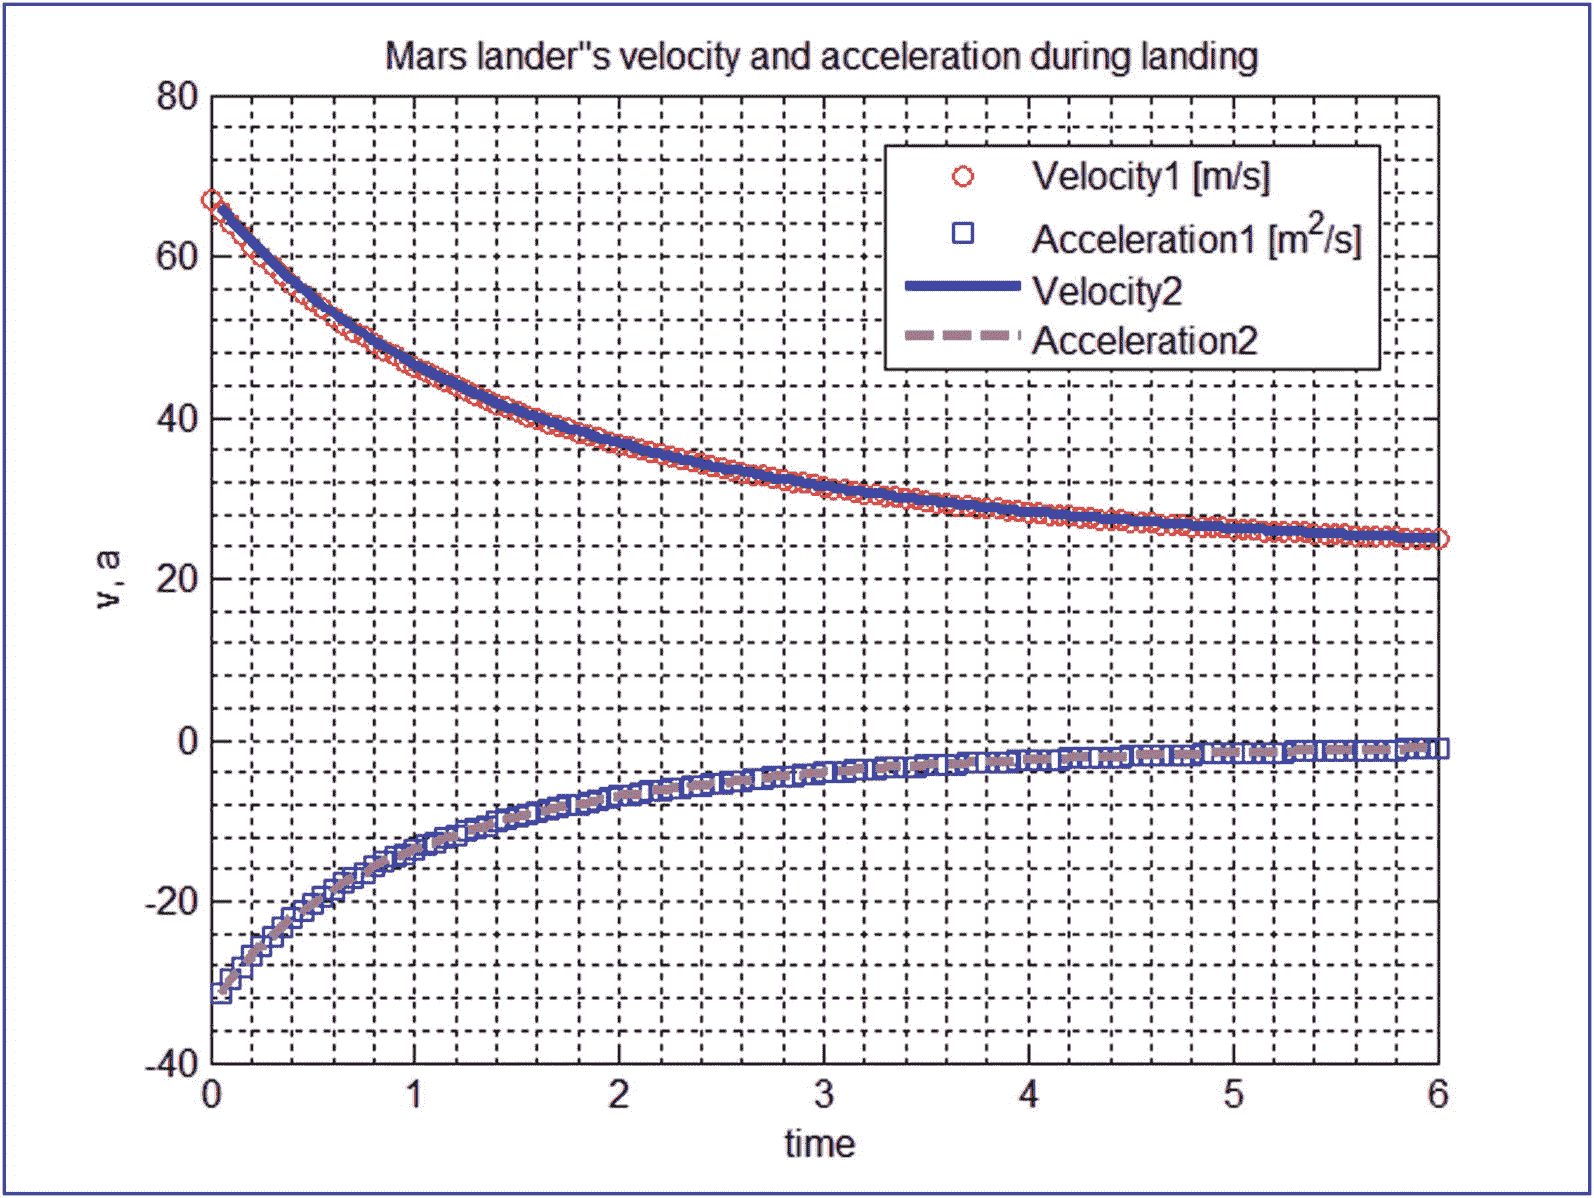 Mars lander"s velocity and acceleration during landing
80
60
40
20
0
-20
-40
v, a
Velocity1 [m/s]
Acceleration1 [m²/s]
Velocity2
Acceleration2
0 1 2 3 4 5 6
time